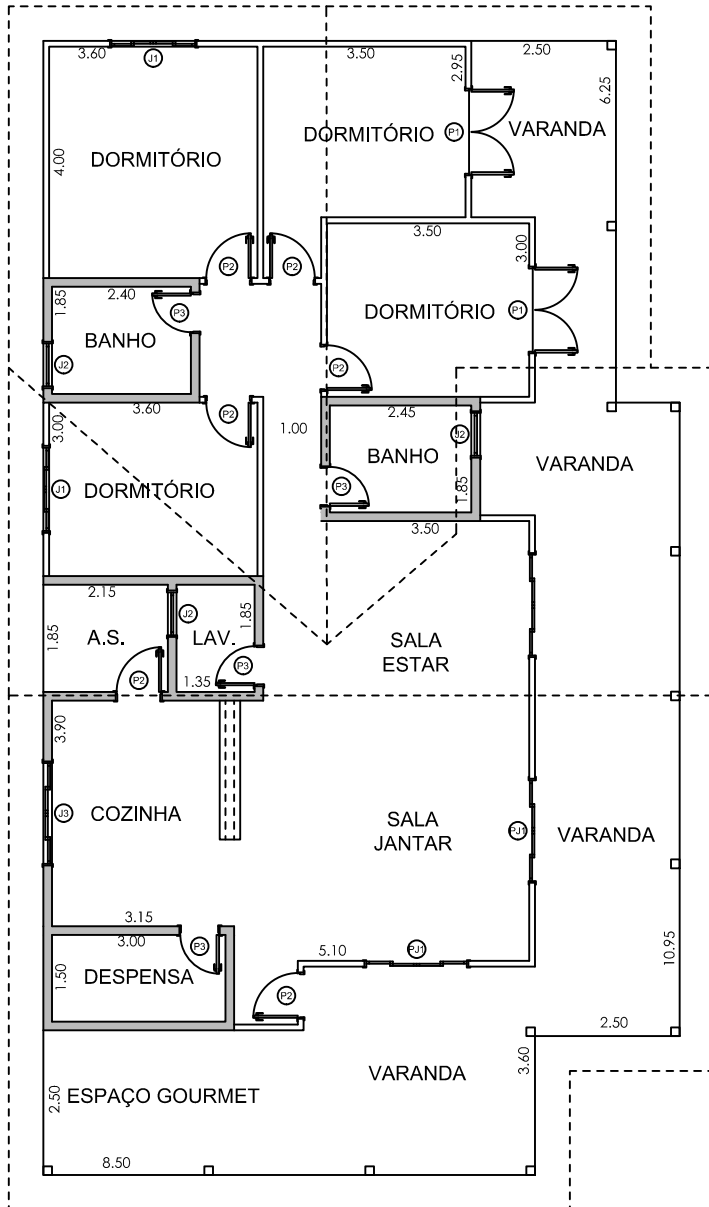 3.60
J1
3.50
2.95
2.50
6.25
DORMITÓRIO
4.00
DORMITÓRIO
P1
VARANDA
3.50
3.00
P2
P2
DORMITÓRIO
P1
1.85
2.40
P3
BANHO
J2
P2
3.60
3.00
P2
1.00
2.45
J2
BANHO
1.85
P3
VARANDA
J1
DORMITÓRIO
3.50
2.15
J2
1.85
1.85
A.S.
LAV.
P2
1.35
P3
SALA
ESTAR
3.90
J3
COZINHA
SALA
JANTAR
PJ1
VARANDA
3.15
3.00
P3
5.10
PJ1
10.95
DESPENSA
1.50
P2
2.50
3.60
VARANDA
2.50
ESPAÇO GOURMET
8.50